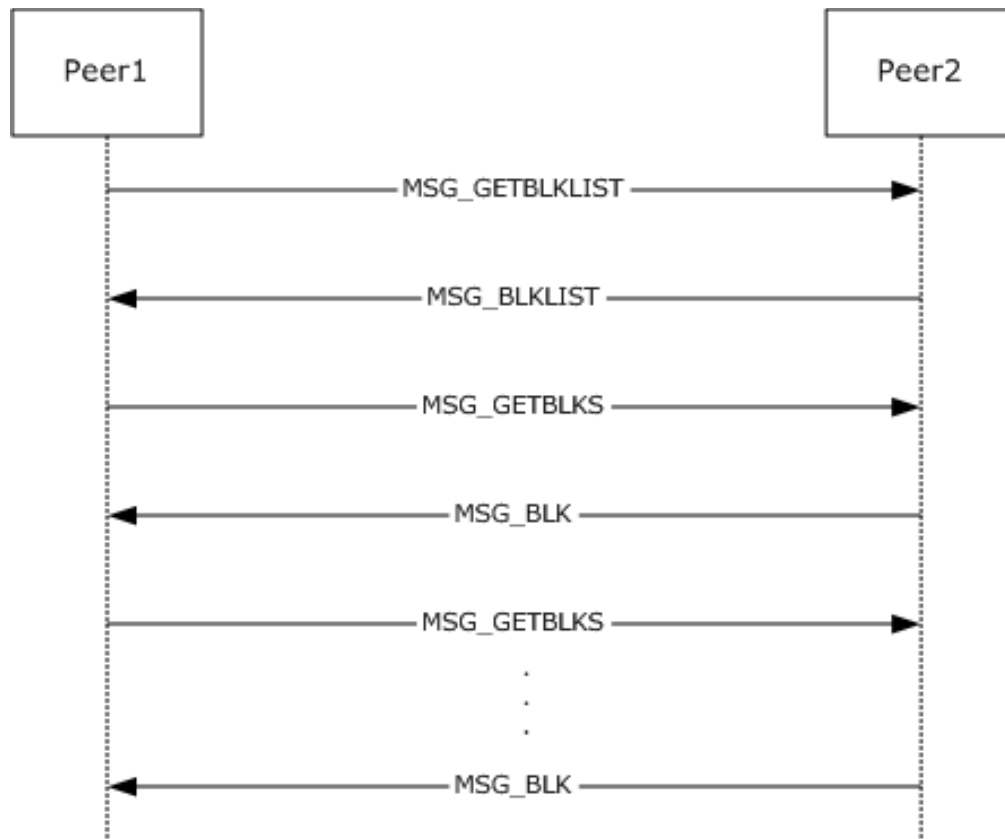 Peer1 Peer2
MSG_GETBLKLIST
MSG_BLKLIST
MSG_GETBLKS
MSG_BLK
MSG_GETBLKS
.
.
.
MSG_BLK